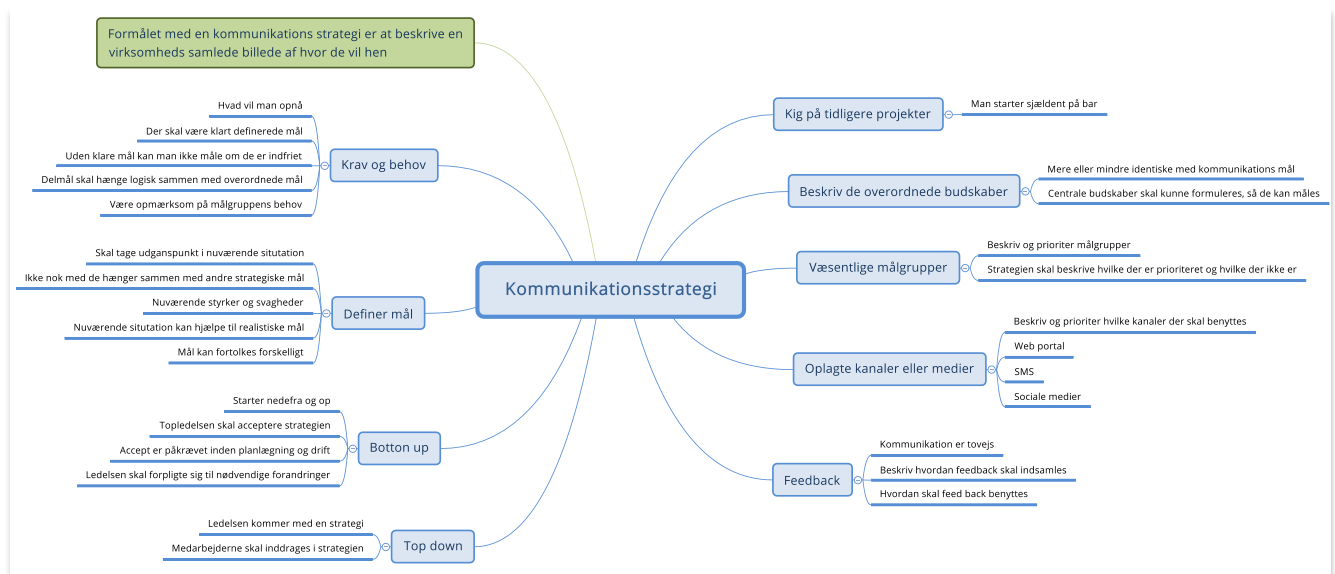 Formålet med en kommunikations strategi er at beskrive en
virksomheds samlede billede af hvor de vil hen
Kommunikationsstrategi
Krav og behov
Hvad vil man opnå
Der skal være klart definerede mål
Uden klare mål kan man ikke måle om de er indfriet
Delmål skal hænge logisk sammen med overordnede mål
Være opmærksom på målgruppens behov
Definer mål
Skal tage udganspunkt i nuværende situtation
Ikke nok med de hænger sammen med andre strategiske mål
Nuværende styrker og svagheder
Nuværende situtation kan hjælpe til realistiske mål
Mål kan fortolkes forskelligt
Botton up
Starter nedefra og op
Topledelsen skal acceptere strategien
Accept er påkrævet inden planlægning og drift
Ledelsen skal forpligte sig til nødvendige forandringer
Top down
Ledelsen kommer med en strategi
Medarbejderne skal inddrages i strategien
Kig på tidligere projekter
Man starter sjældent på bar
Beskriv de overordnede budskaber
Mere eller mindre identiske med kommunikations mål
Centrale budskaber skal kunne formuleres, så de kan måles
Væsentlige målgrupper
Beskriv og prioriter målgrupper
Strategien skal beskrive hvilke der er prioriteret og hvilke der ikke er
Oplagte kanaler eller medier
Beskriv og prioriter hvilke kanaler der skal benyttes
Web portal
SMS
Sociale medier
Feedback
Kommunikation er tovejs
Beskriv hvordan feedback skal indsamles
Hvordan skal feed back benyttes